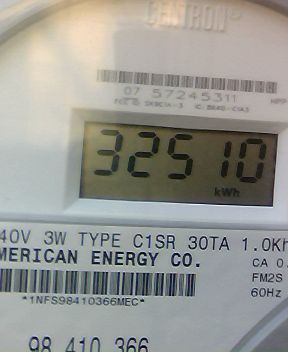 CENTRON®
07 57245311
32510
kWh
40V 3W TYPE C1SR 30TA 1.0Kh
MERICAN ENERGY CO.
CA 0.
FM2S
60Hz
*1NFS98410366MEC*
98 410 366